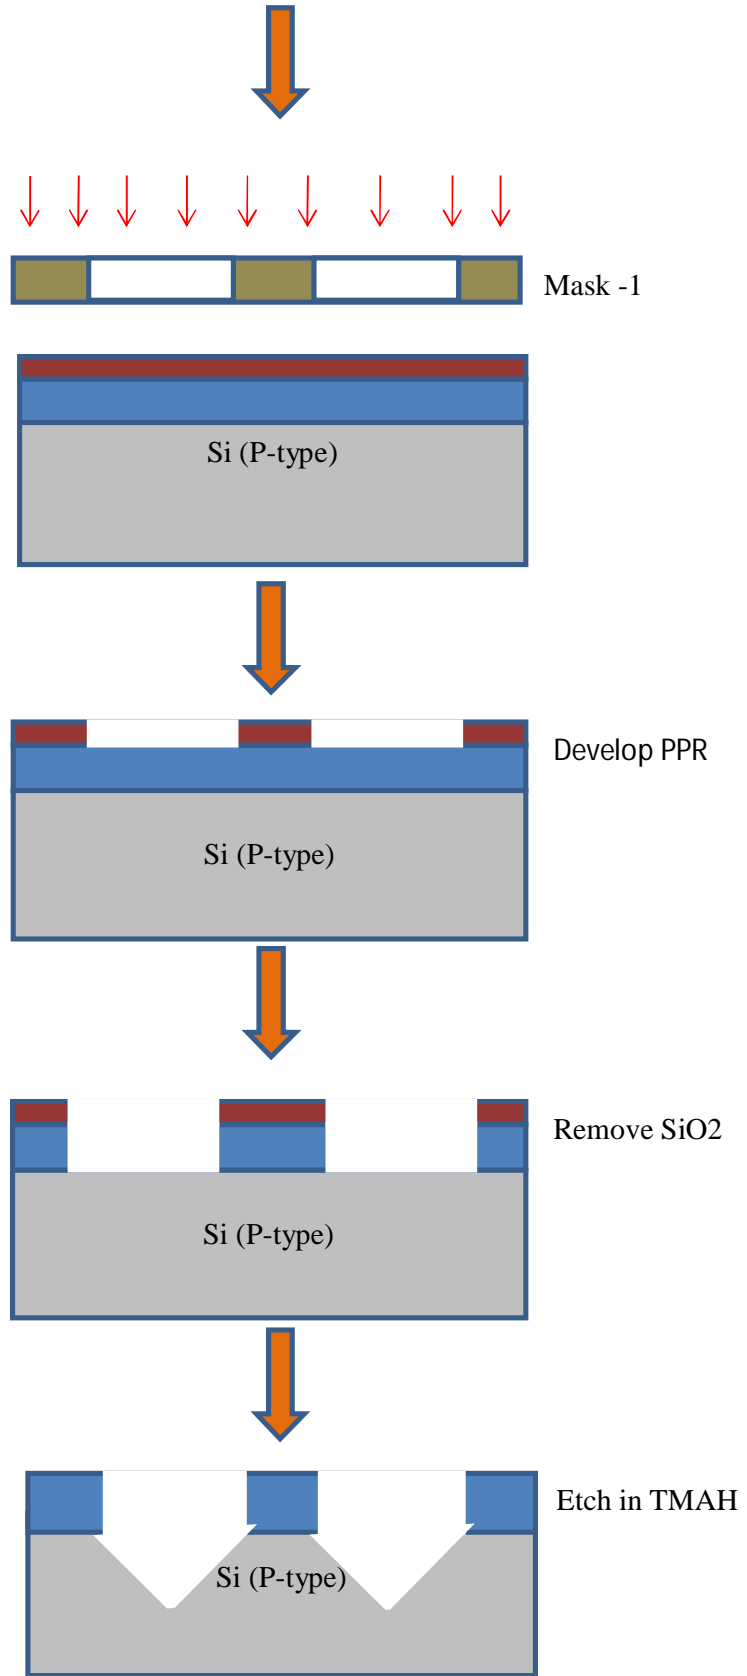 Mask -1
Si (P-type)
Develop PPR
Si (P-type)
Remove SiO2
Si (P-type)
Etch in TMAH
Si (P-type)